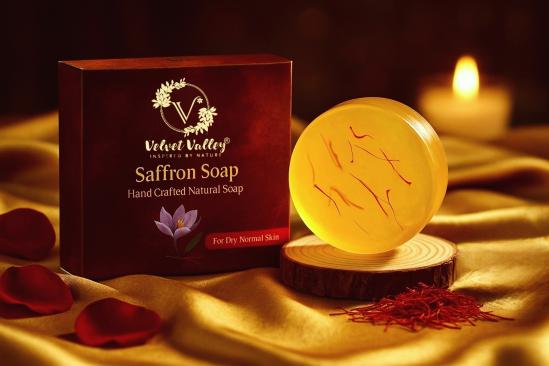 V
Velvet Valley®
INSPIRED BY NATURE
Saffron Soap
Hand Crafted Natural Soap
For Dry Normal Skin